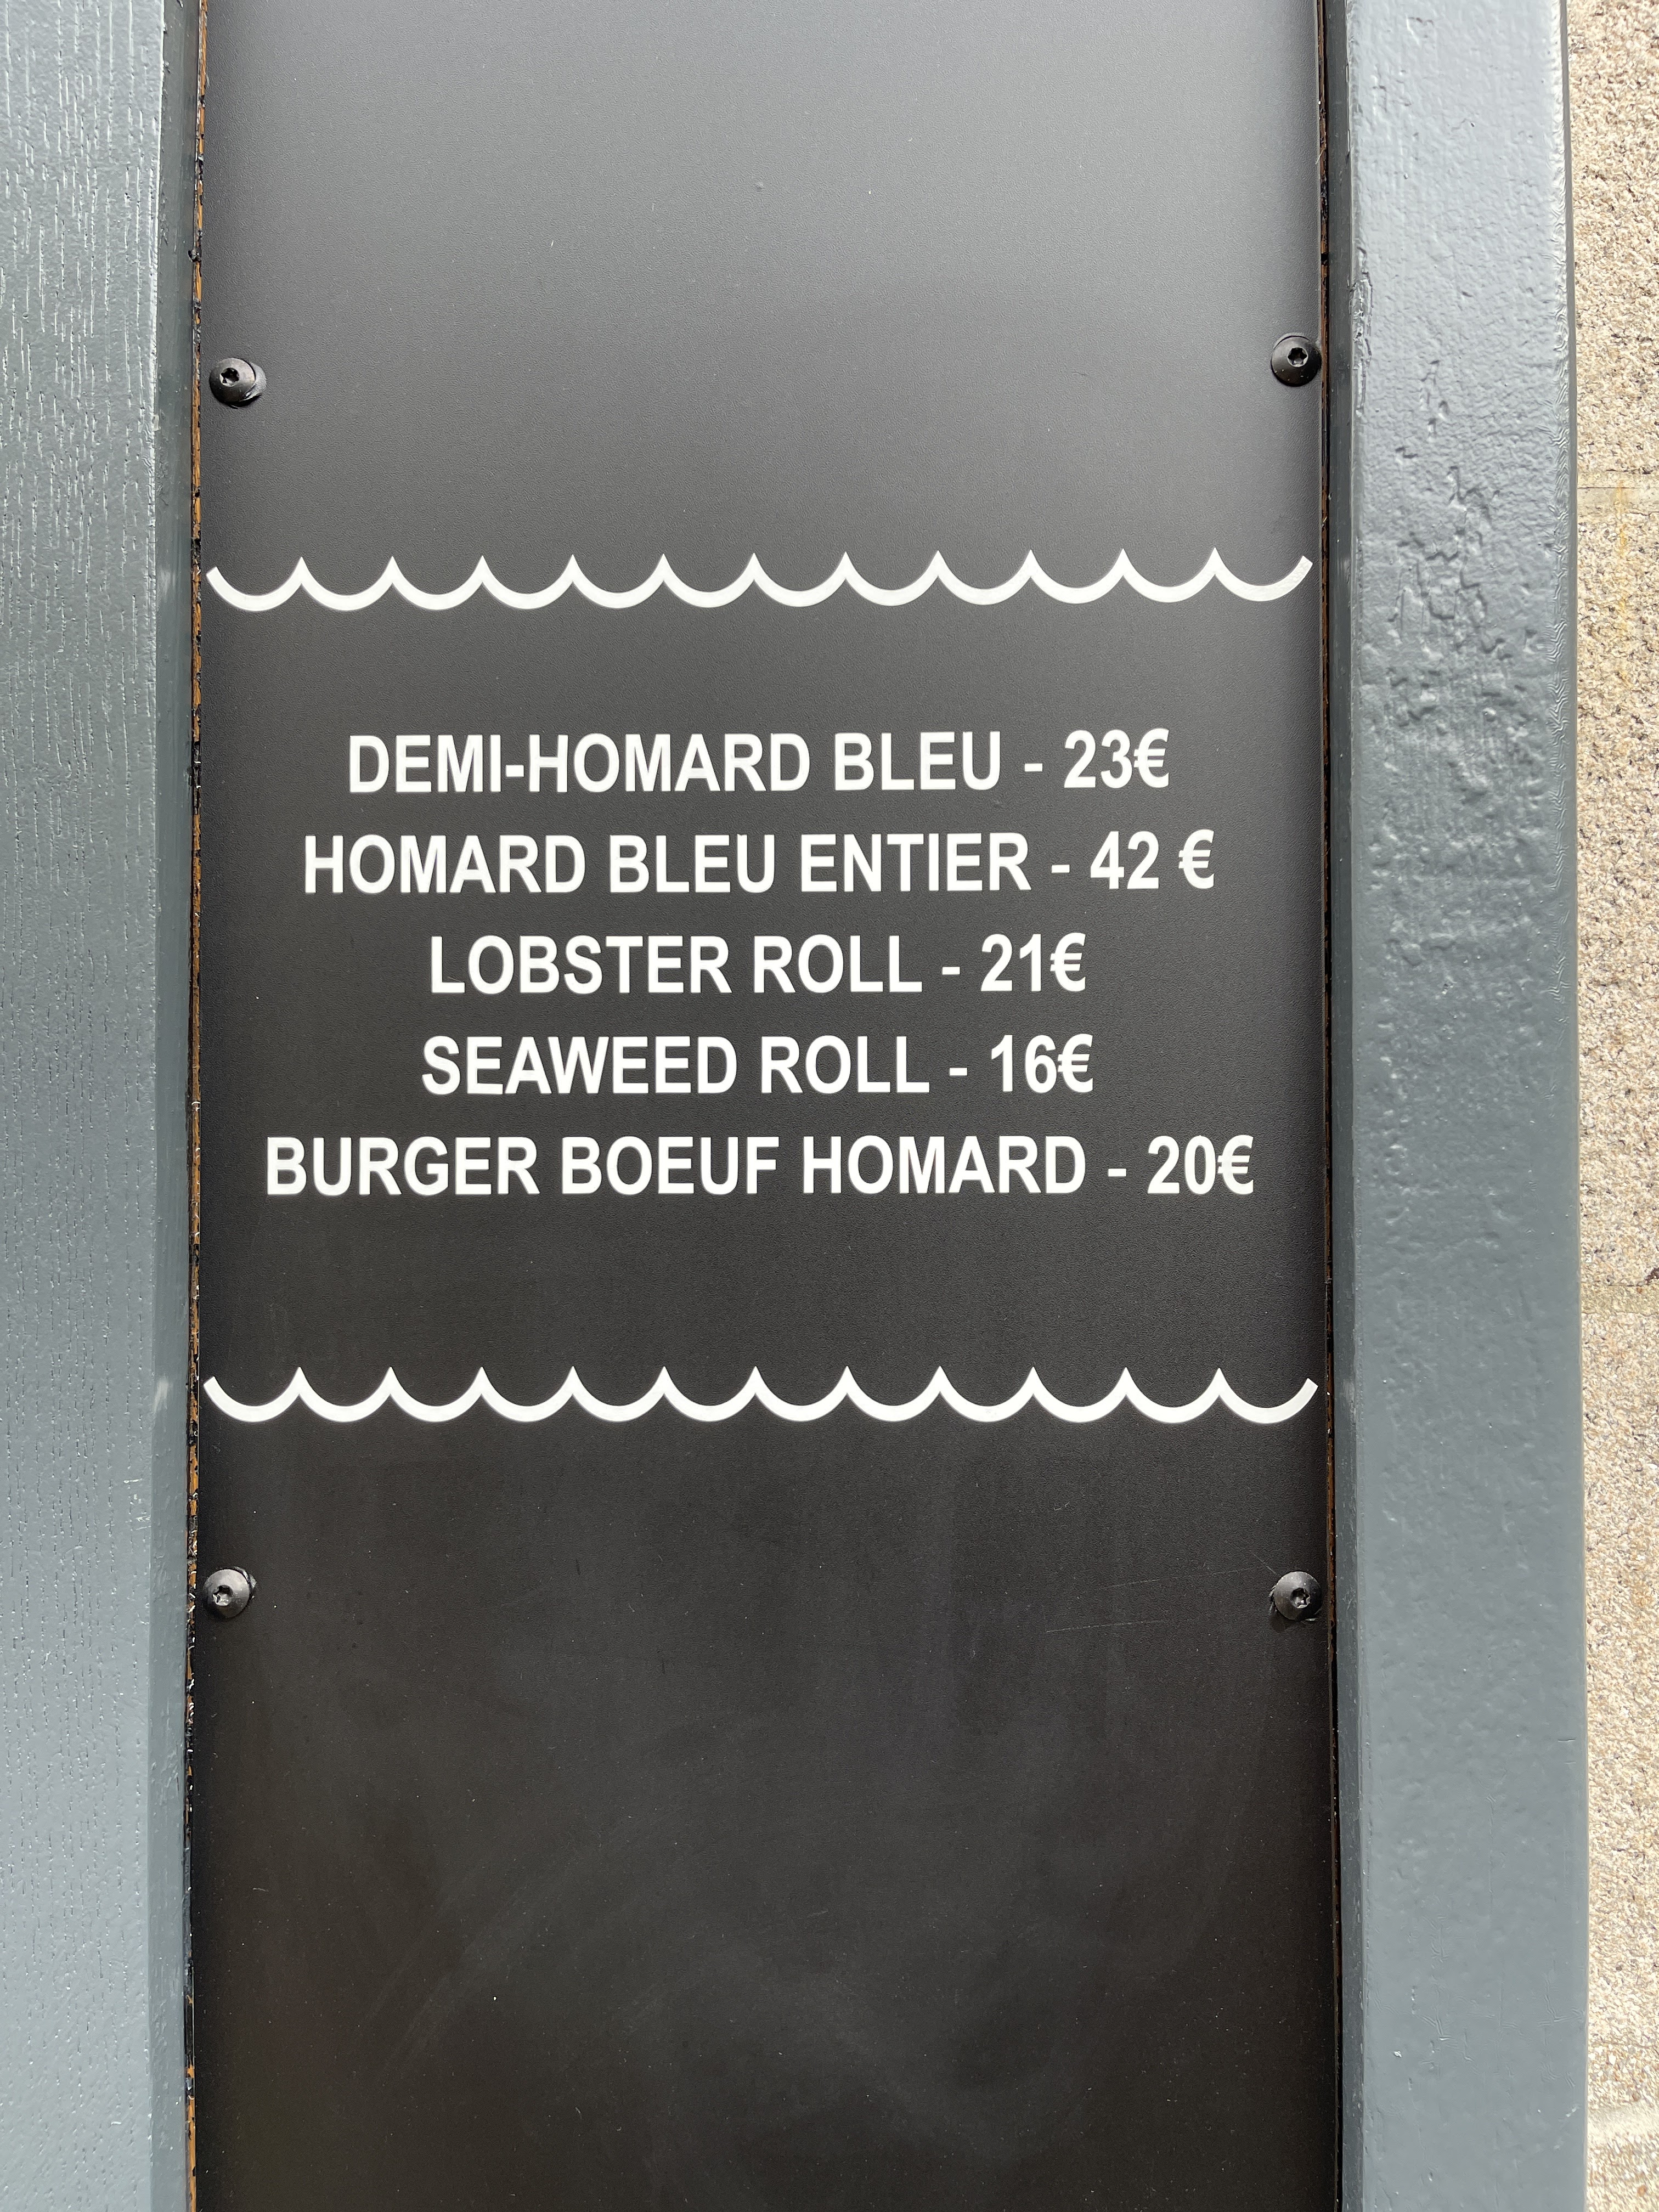 DEMI-HOMARD BLEU - 23€
HOMARD BLEU ENTIER - 42 €
LOBSTER ROLL - 21€
SEAWEED ROLL - 16€
BURGER BOEUF HOMARD - 20€